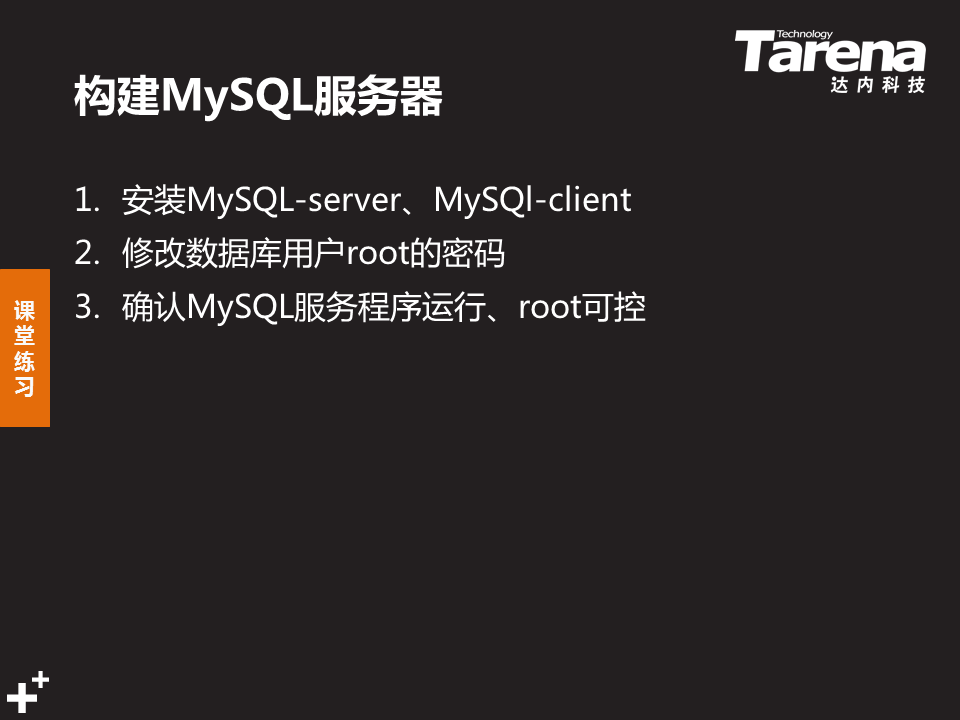 Technology
Tarena
达内科技
构建MySQL服务器
1. 安装MySQL-server、MySQl-client
2. 修改数据库用户root的密码
3. 确认MySQL服务程序运行、root可控
课
堂
练
习